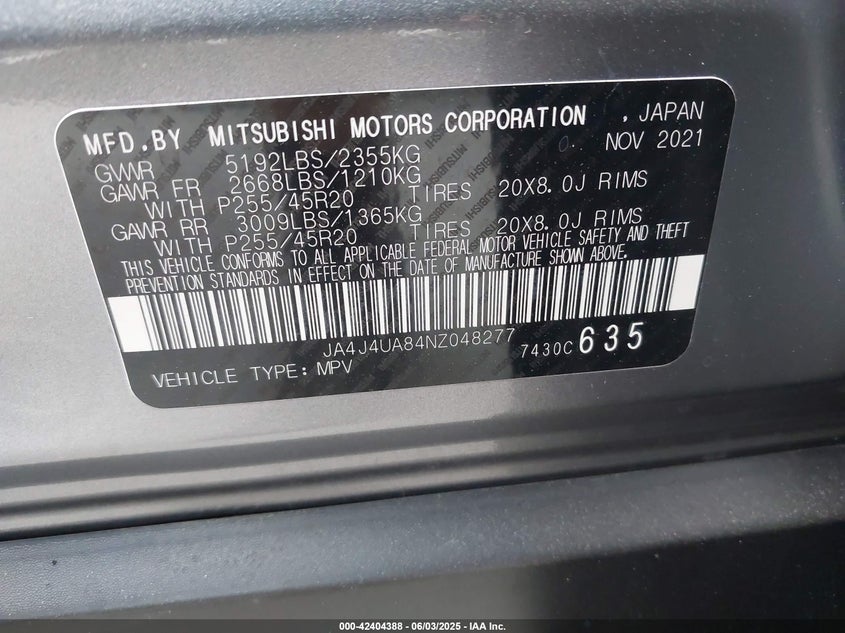 MFD.BY MITSUBISHI MOTORS CORPORATION , JAPAN
GVWR 5192LBS/2355KG NOV 2021
GAWR FR 2668LBS/1210KG
WITH P255/45R20 TIRES 20X8.0J RIMS
GAWR RR 3009LBS/1365KG
WITH P255/45R20 TIRES 20X8.0J RIMS
THIS VEHICLE CONFORMS TO ALL APPLICABLE FEDERAL MOTOR VEHICLE SAFETY AND THEFT
PREVENTION STANDARDS IN EFFECT ON THE DATE OF MANUFACTURE SHOWN ABOVE.
JA4J4UA84NZ048277 7430C 635
VEHICLE TYPE: MPV
000-42404388 - 06/03/2025 - IAA Inc.